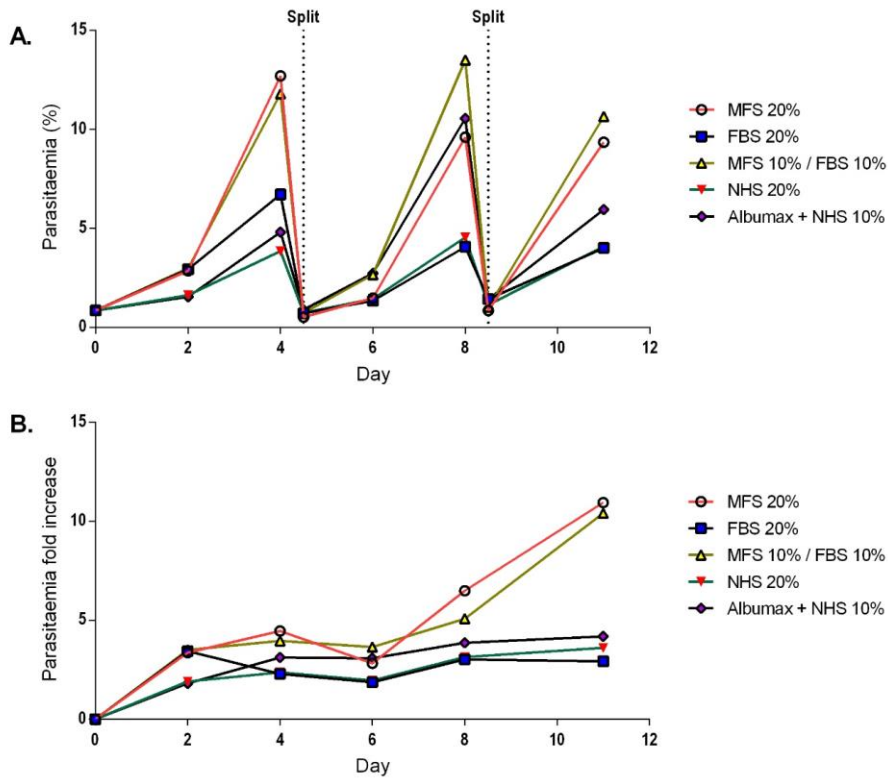 A.
Split
Split
Parasitaemia (%)
15
10
5
0
0
2
4
6
8
10
12
Day
MFS 20%
FBS 20%
MFS 10% / FBS 10%
NHS 20%
Albumax + NHS 10%
B.
Parasitaemia fold increase
15
10
5
0
0
2
4
6
8
10
12
Day
MFS 20%
FBS 20%
MFS 10% / FBS 10%
NHS 20%
Albumax + NHS 10%